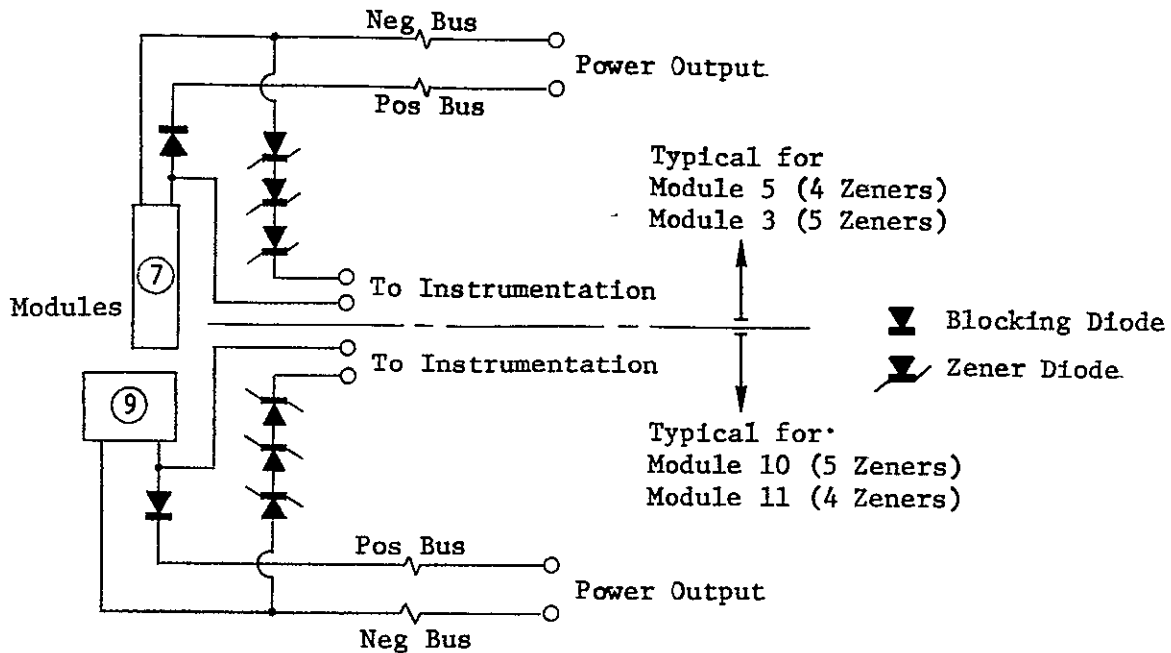 Neg Bus
Power Output
Pos Bus
Typical for
Module 5 (4 Zeners)
Module 3 (5 Zeners)
7
To Instrumentation
Modules
Blocking Diode
To Instrumentation
Zener Diode
9
Typical for
Module 10 (5 Zeners)
Module 11 (4 Zeners)
Pos Bus
Power Output
Neg Bus